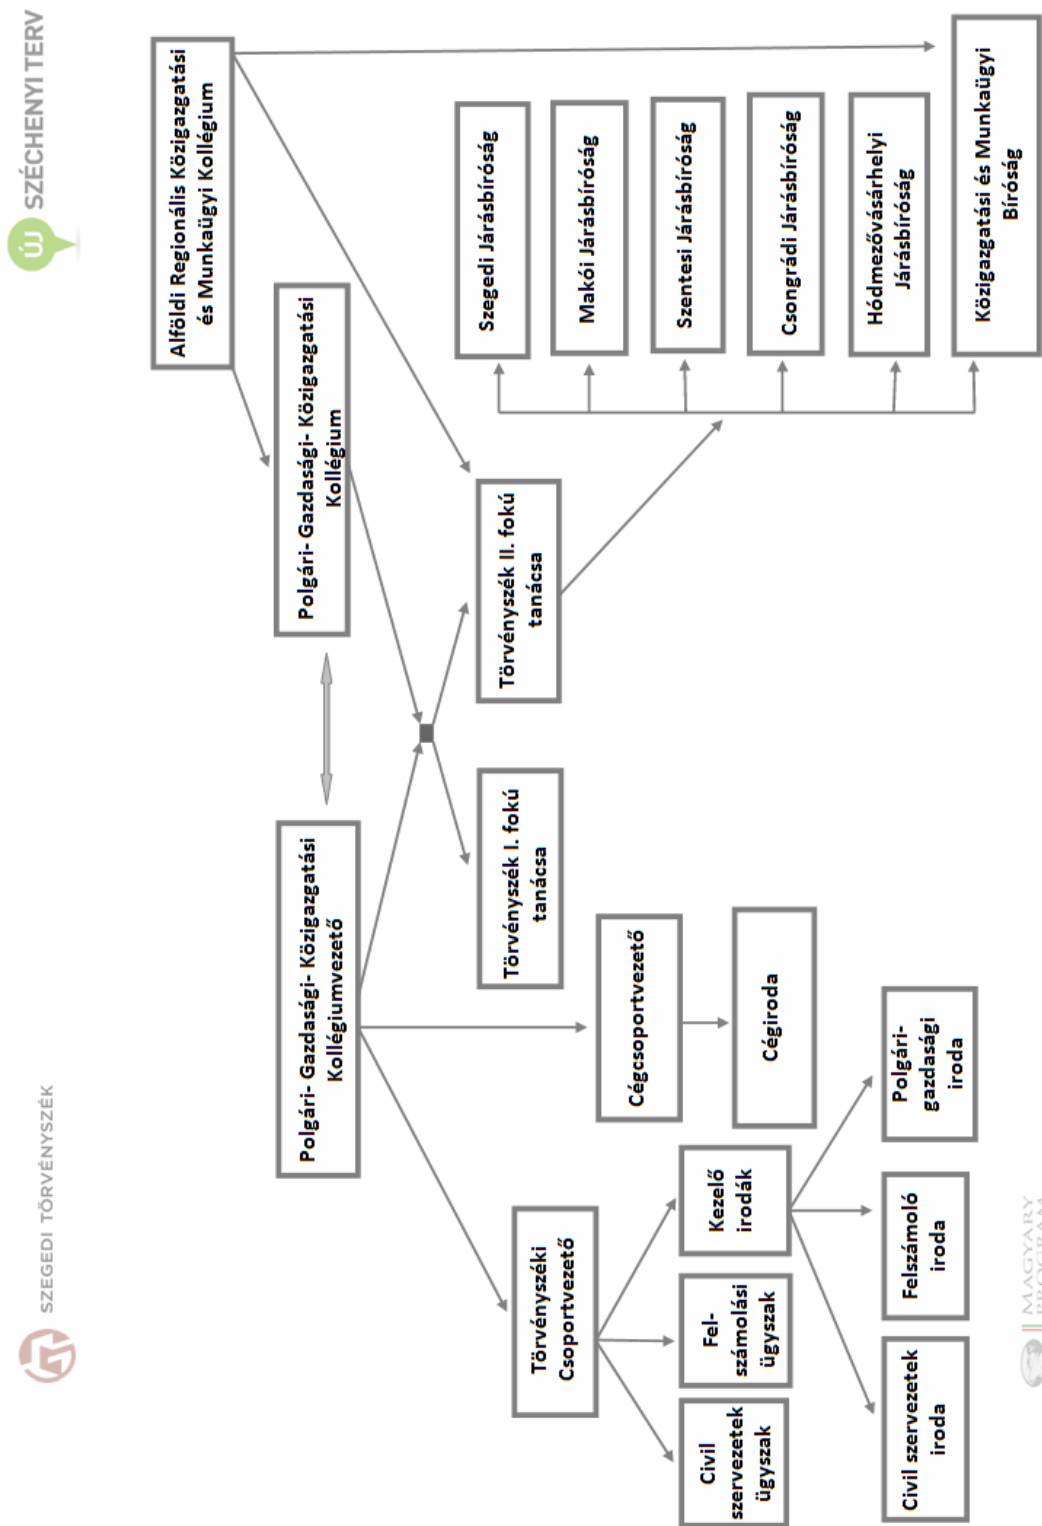 SZEGEDI TÖRVÉNYSZÉK
ÚJ SZÉCHENYI TERV
Alföldi Regionális Közigazgatási
és Munkaügyi Kollégium
Polgári- Gazdasági- Közigazgatási
Kollégiumvezető
Polgári- Gazdasági- Közigazgatási
Kollégium
Törvényszéki
Csoportvezető
Törvényszék I. fokú
tanácsa
Törvényszék II. fokú
tanácsa
Szegedi Járásbíróság
Makói Járásbíróság
Szentesi Járásbíróság
Csongrádi Járásbíróság
Hódmezővásárhelyi
Járásbíróság
Közigazgatási és Munkaügyi
Bíróság
Cégcsoportvezető
Cégiroda
Civil
szervezetek
ügyszak
Fel-
számolási
ügyszak
Kezelő
irodák
Civil szervezetek
iroda
Felszámoló
iroda
Polgári-
gazdasági
iroda
MAGYARY
PROGRAM